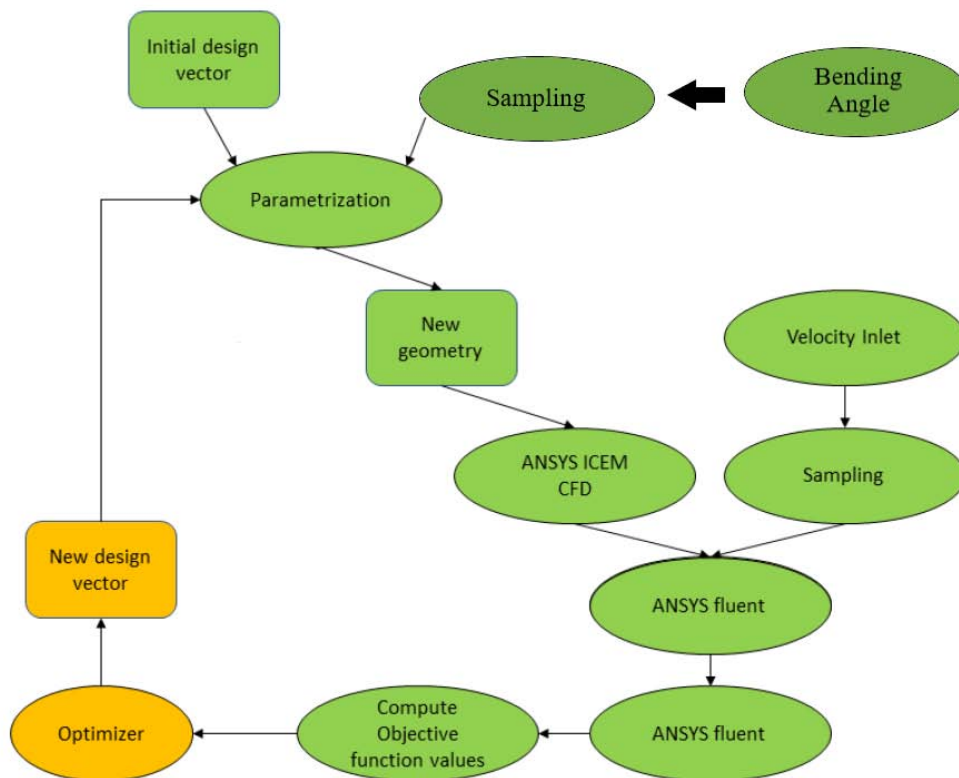 Initial design
vector
Sampling
Bending
Angle
Parametrization
New
geometry
Velocity Inlet
ANSYS ICEM
CFD
Sampling
New design
vector
ANSYS fluent
Optimizer
Compute
Objective
function values
ANSYS fluent